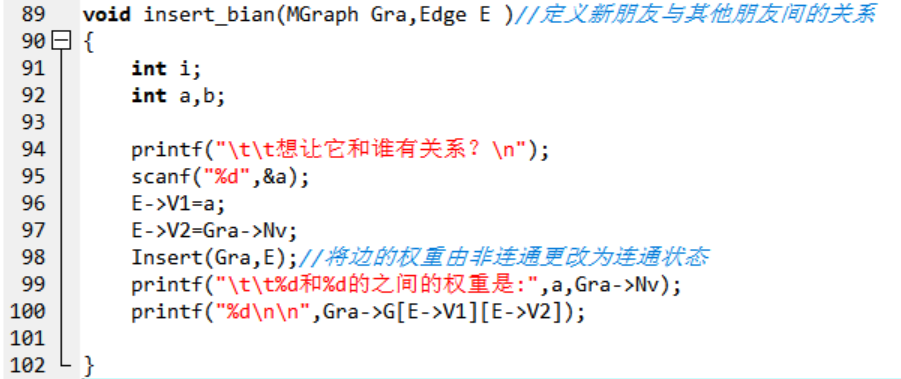 89 void insert_bian(MGraph Gra,Edge E )//定义新朋友与其他朋友间的关系
90 {
91 int i;
92 int a,b;
93
94 printf("\t\t想让它和谁有关系？\n");
95 scanf("%d",&a);
96 E->V1=a;
97 E->V2=Gra->Nv;
98 Insert(Gra,E);//将边的权重由非连通更改为连通状态
99 printf("\t\t%d和%d的之间的权重是:",a,Gra->Nv);
100 printf("%d\n\n",Gra->G[E->V1][E->V2]);
101
102 }